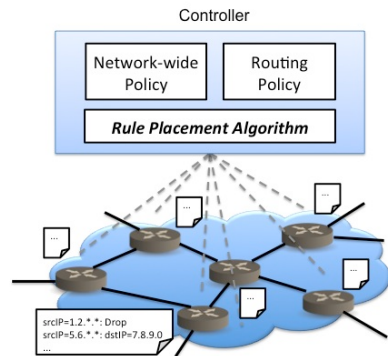 Controller
Network-wide
Policy
Routing
Policy
Rule Placement Algorithm
...
...
...
...
...
srcIP=1.2.*.*: Drop
srcIP=5.6.*.*: dstIP=7.8.9.0
...